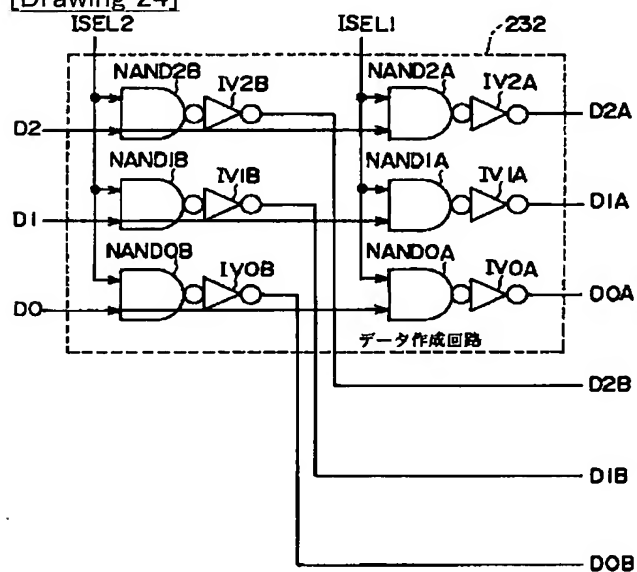 [Drawing 24]
ISEL2 ISEL1 232
NAND2B IV2B NAND2A IV2A
D2 D2A
NAND1B IV1B NAND1A IV1A
D1 D1A
NAND0B IV0B NAND0A IV0A
D0 D0A
データ作成回路
D2B
D1B
D0B